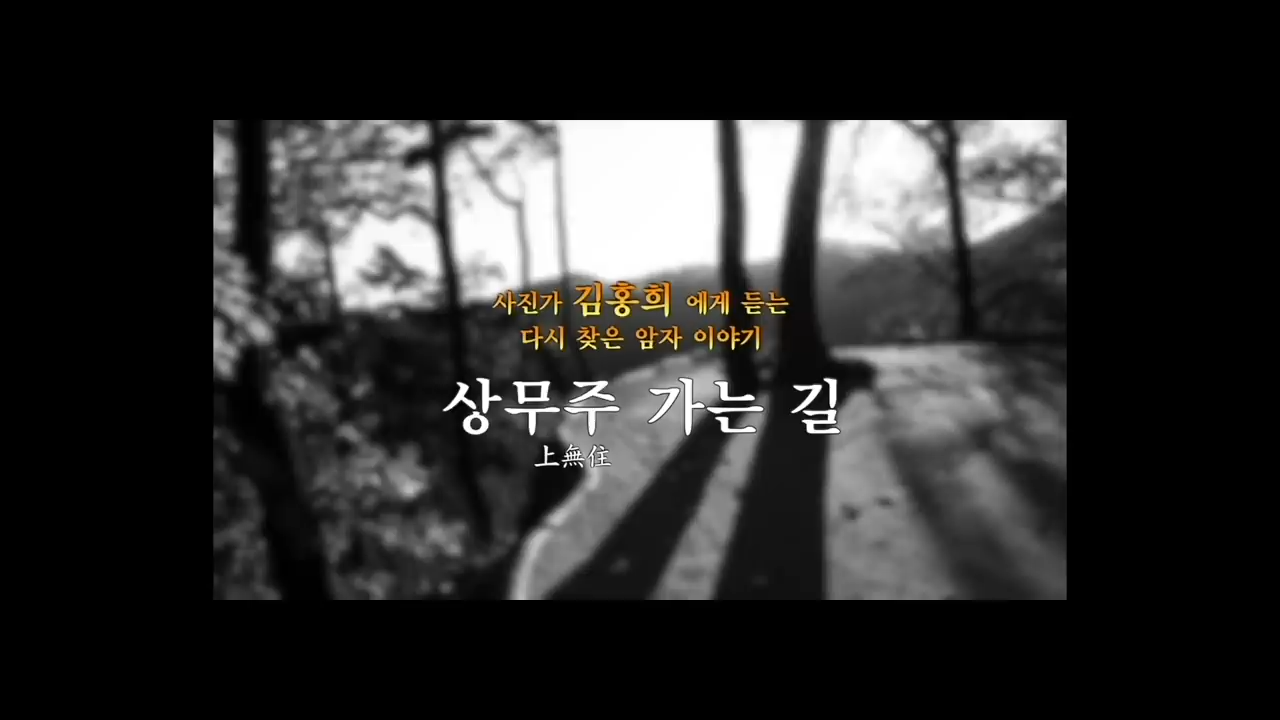 사진가 김홍희 에게 듣는
다시 찾은 암자 이야기
상무주 가는 길
上無住